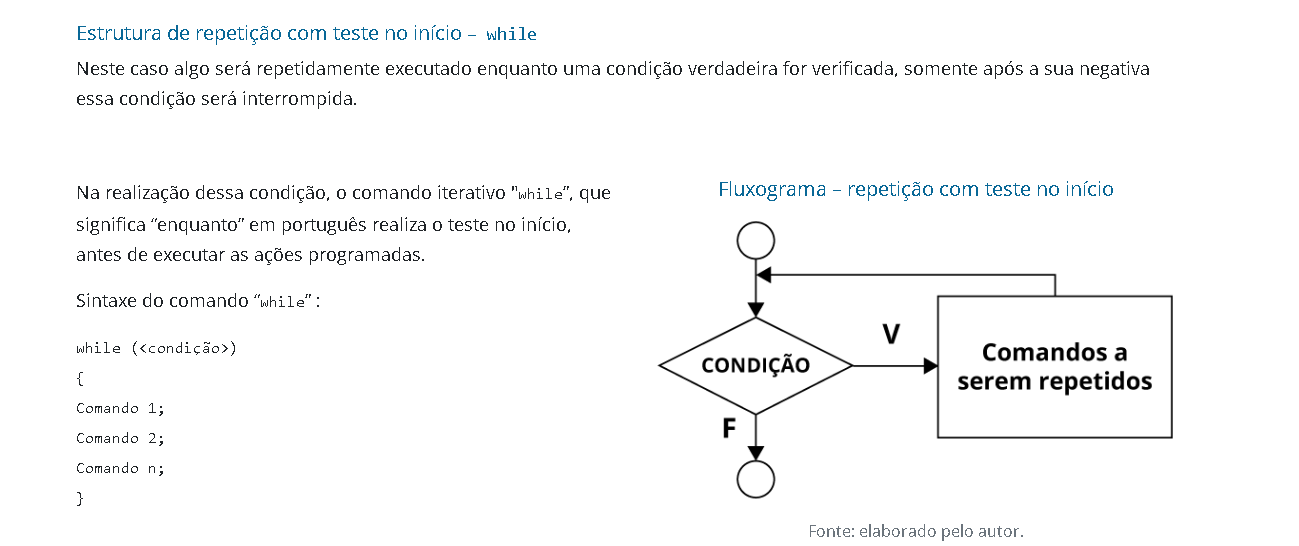 Estrutura de repetição com teste no início – while
Neste caso algo será repetidamente executado enquanto uma condição verdadeira for verificada, somente após a sua negativa
essa condição será interrompida.
Na realização dessa condição, o comando iterativo "while”, que
significa “enquanto” em português realiza o teste no início,
antes de executar as ações programadas.
Sintaxe do comando “while” :
while (<condição>)
{
Comando 1;
Comando 2;
Comando n;
}
Fluxograma – repetição com teste no início
CONDIÇÃO
V
Comandos a
serem repetidos
F
Fonte: elaborado pelo autor.